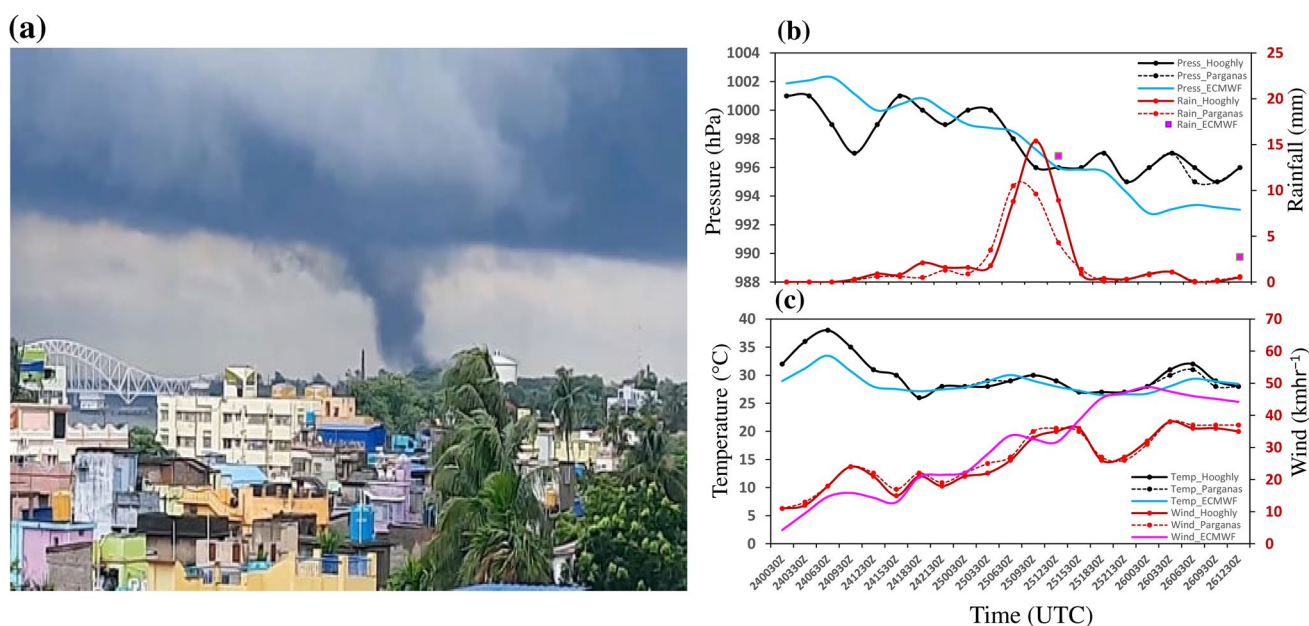 (a)
(b)
1004
1002
1000
998
996
994
992
990
988
Pressure (hPa)
25
20
15
10
5
0
Rainfall (mm)
Press_Hooghly
Press_Parganas
Press_ECMWF
Rain_Hooghly
Rain_Parganas
Rain_ECMWF
(c)
40
35
30
25
20
15
10
5
0
Temperature (°C)
70
60
50
40
30
20
10
0
Wind (kmhr⁻¹)
Temp_Hooghly
Temp_Parganas
Temp_ECMWF
Wind_Hooghly
Wind_Parganas
Wind_ECMWF
240030Z
240330Z
240630Z
240930Z
241230Z
241530Z
241830Z
242130Z
250030Z
250330Z
250630Z
250930Z
251230Z
251530Z
251830Z
252130Z
260030Z
260330Z
260630Z
260930Z
261230Z
Time (UTC)